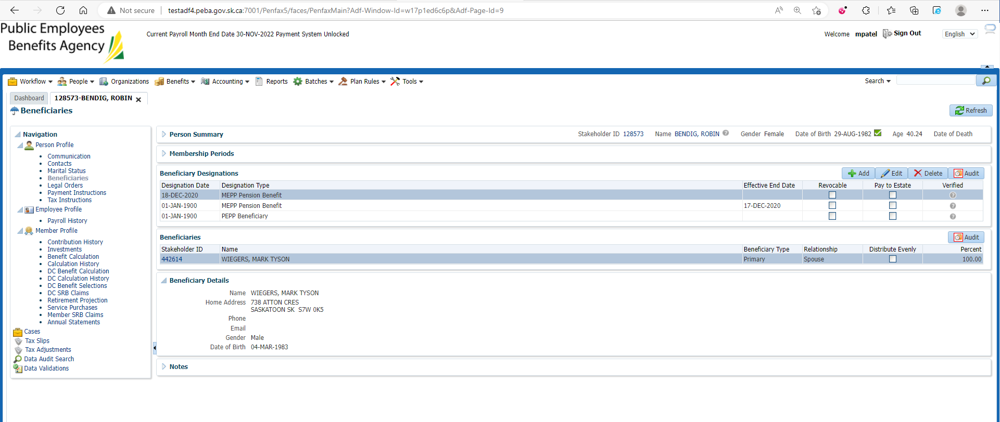 Not secure testadf4.peba.gov.sk.ca:7001/Penfax5/faces/PenfaxMain?Adf-Window-Id=w17p1ed6c6p&Adf-Page-Id=9
Public Employees
Benefits Agency
Current Payroll Month End Date 30-NOV-2022 Payment System Unlocked
Welcome mpatel Sign Out English
Workflow People Organizations Benefits Accounting Reports Batches Plan Rules Tools Search
Dashboard 128573-BENDIG, ROBIN
Beneficiaries
Refresh
Navigation
Person Profile
Communication
Contacts
Marital Status
Beneficiaries
Legal Orders
Payment Instructions
Tax Instructions
Employee Profile
Payroll History
Member Profile
Contribution History
Investments
Benefit Calculation
Calculation History
DC Benefit Calculation
DC Calculation History
DC Benefit Selections
DC SRB Claims
Retirement Projection
Service Purchases
Member SRB Claims
Annual Statements
Cases
Tax Slips
Tax Adjustments
Data Audit Search
Data Validations
Person Summary Stakeholder ID 128573 Name BENDIG, ROBIN Gender Female Date of Birth 29-AUG-1982 Age 40.24 Date of Death
Membership Periods
Beneficiary Designations Add Edit Delete Audit
Designation Date Designation Type Effective End Date Revocable Pay to Estate Verified
18-DEC-2020 MEPP Pension Benefit
01-JAN-1900 MEPP Pension Benefit 17-DEC-2020
01-JAN-1900 PEPP Beneficiary
Beneficiaries Audit
Stakeholder ID Name Beneficiary Type Relationship Distribute Evenly Percent
442614 WIEGERS, MARK TYSON Primary Spouse 100.00
Beneficiary Details
Name WIEGERS, MARK TYSON
Home Address 738 ATTON CRES
SASKATOON SK S7W 0K5
Phone
Email
Gender Male
Date of Birth 04-MAR-1983
Notes